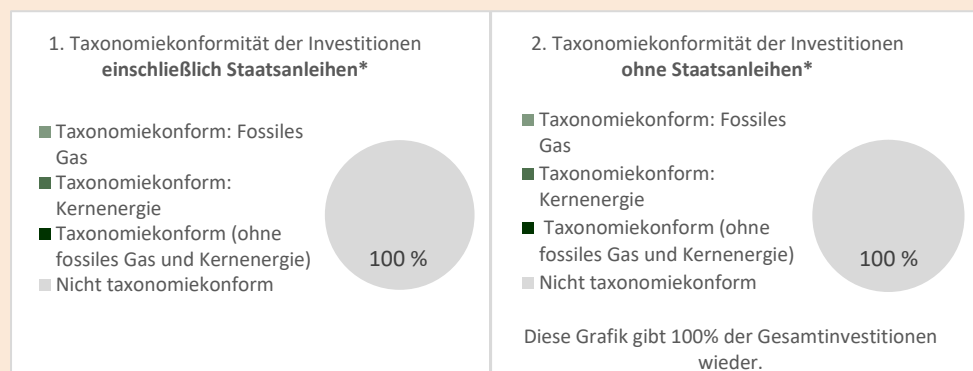 1. Taxonomiekonformität der Investitionen
einschließlich Staatsanleihen*
Taxonomiekonform: Fossiles
Gas
Taxonomiekonform:
Kernenergie
Taxonomiekonform (ohne
fossiles Gas und Kernenergie)
Nicht taxonomiekonform
100 %
2. Taxonomiekonformität der Investitionen
ohne Staatsanleihen*
Taxonomiekonform: Fossiles
Gas
Taxonomiekonform:
Kernenergie
Taxonomiekonform (ohne
fossiles Gas und Kernenergie)
Nicht taxonomiekonform
100 %
Diese Grafik gibt 100% der Gesamtinvestitionen
wieder.